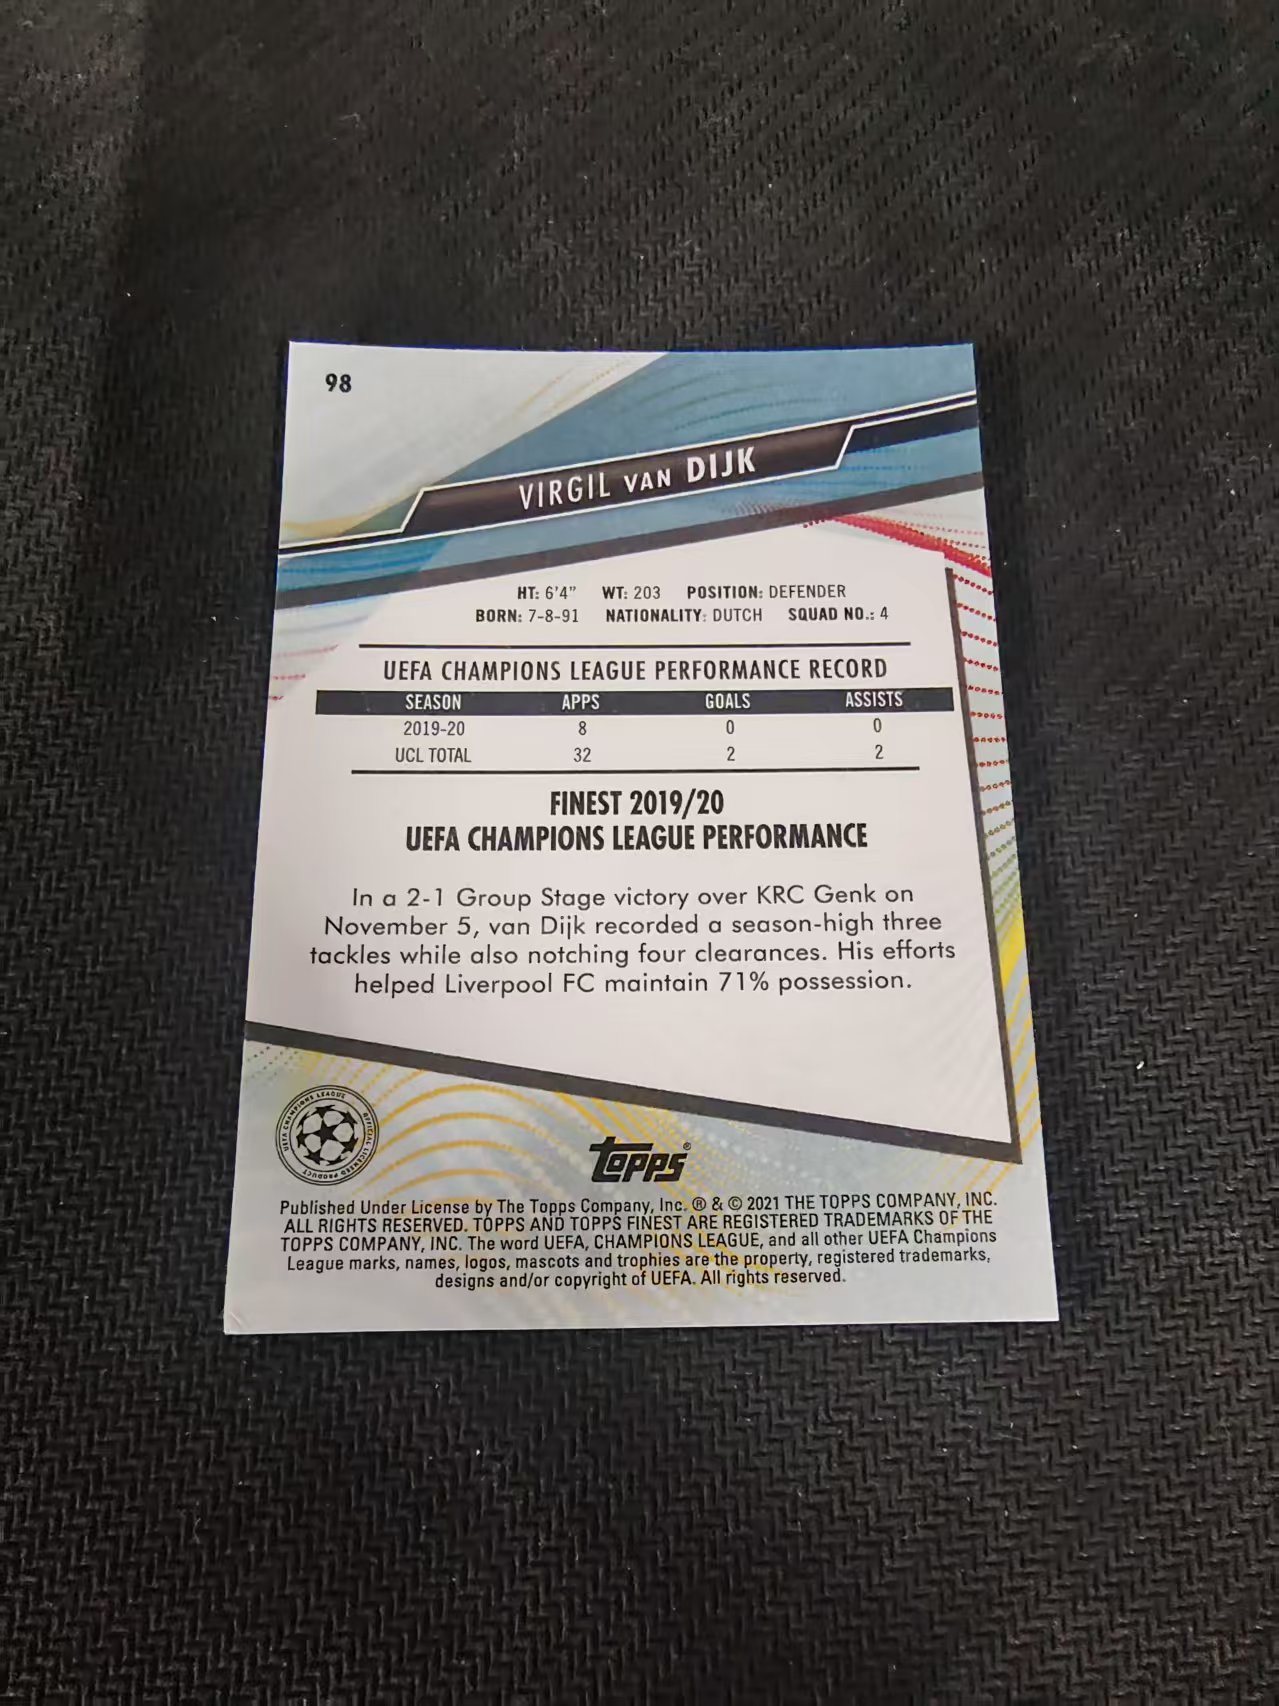 98
VIRGIL VAN DIJK
HT: 6'4" WT: 203 POSITION: DEFENDER
BORN: 7-8-91 NATIONALITY: DUTCH SQUAD NO.: 4
UEFA CHAMPIONS LEAGUE PERFORMANCE RECORD
SEASON APPS GOALS ASSISTS
2019-20 8 0 0
UCL TOTAL 32 2 2
FINEST 2019/20
UEFA CHAMPIONS LEAGUE PERFORMANCE
In a 2-1 Group Stage victory over KRC Genk on
November 5, van Dijk recorded a season-high three
tackles while also notching four clearances. His efforts
helped Liverpool FC maintain 71% possession.
UEFA CHAMPIONS LEAGUE OFFICIAL LICENSED PRODUCT
Topps®
Published Under License by The Topps Company, Inc. ® & © 2021 THE TOPPS COMPANY, INC.
ALL RIGHTS RESERVED. TOPPS AND TOPPS FINEST ARE REGISTERED TRADEMARKS OF THE
TOPPS COMPANY, INC. The word UEFA, CHAMPIONS LEAGUE, and all other UEFA Champions
League marks, names, logos, mascots and trophies are the property, registered trademarks,
designs and/or copyright of UEFA. All rights reserved.